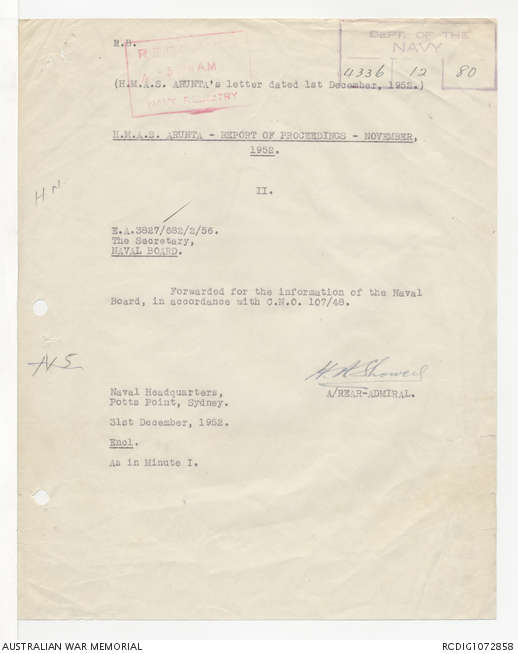 DEPT. OF THE
NAVY
4336 12 80
AM
NAVY REGISTRY
(H.M.A.S. ARUNTA's letter dated 1st December, 1952.)
H.M.A.S. ARUNTA - REPORT OF PROCEEDINGS - NOVEMBER,
1952.
II.
H N.
E.A.3827/682/2/56.
The Secretary,
NAVAL BOARD.
Forwarded for the information of the Naval
Board, in accordance with C.N.O. 107/48.
A/REAR-ADMIRAL.
Naval Headquarters,
Potts Point, Sydney.
31st December, 1952.
Encl.
As in Minute I.
AUSTRALIAN WAR MEMORIAL
RCDIG1072858